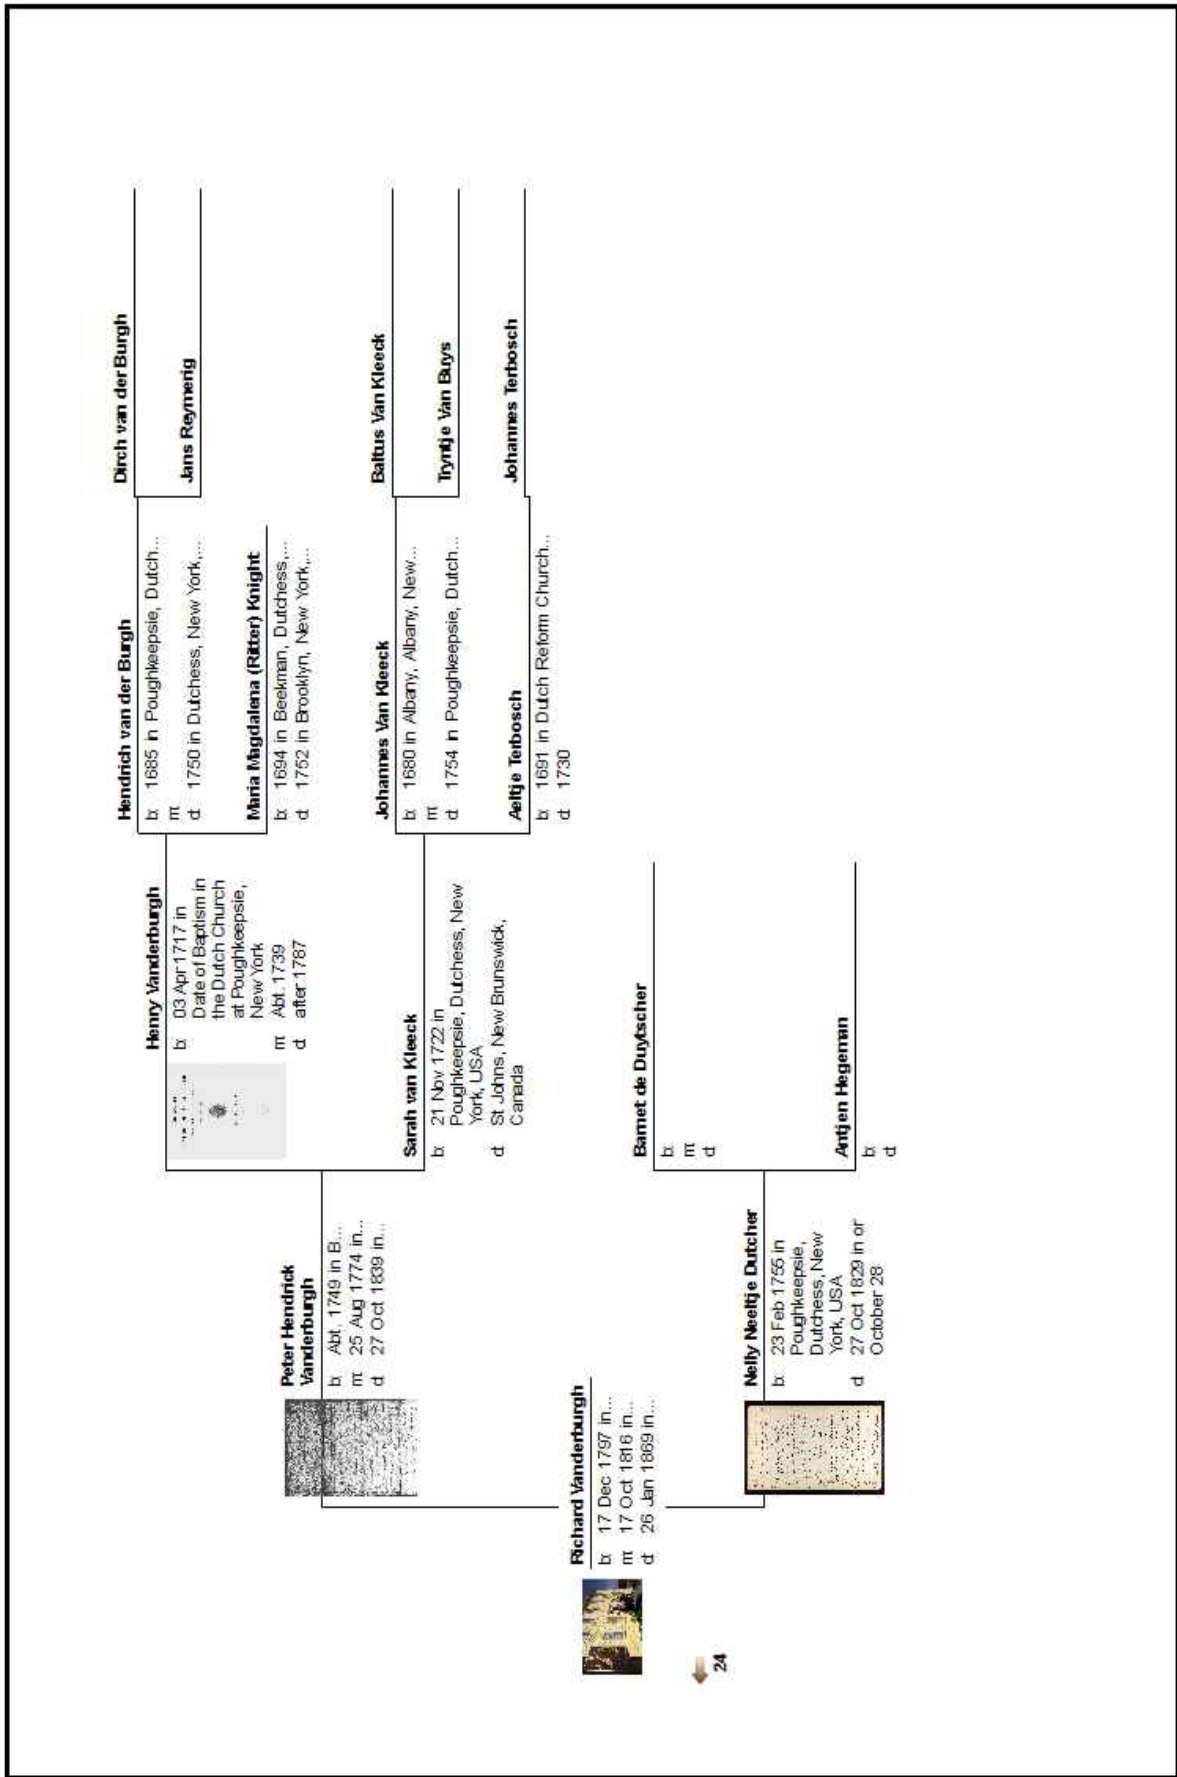 Dirch van der Burgh
Hendrich van der Burgh
b: 1685 in Poughkeepsie, Dutch...
m:
d: 1750 in Dutchess, New York,...
Jans Reymerig
Henry Vanderburgh
b: 03 Apr 1717 in
Date of Baptism in
the Dutch Church
at Poughkeepsie,
New York
m: Abt. 1739
d: after 1787
Maria Magdalena (Ritter) Knight
b: 1694 in Beekman, Dutchess,...
d: 1752 in Brooklyn, New York,...
Peter Hendrick
Vanderburgh
b: Abt. 1749 in B...
m: 25 Aug 1774 in...
d: 27 Oct 1839 in...
Baltus Van Kleeck
Johannes Van Kleeck
b: 1680 in Albany, Albany, New...
m:
d: 1754 in Poughkeepsie, Dutch...
Tryntje Van Buys
Sarah van Kleeck
b: 21 Nov 1722 in
Poughkeepsie, Dutchess, New
York, USA
d: St Johns, New Brunswick,
Canada
Johannes Terbosch
Aeltje Terbosch
b: 1691 in Dutch Reform Church...
d: 1730
Richard Vanderburgh
b: 17 Dec 1797 in...
m: 17 Oct 1816 in...
d: 26 Jan 1869 in...
24
Barnet de Duytscher
b:
m:
d:
Nelly Neeltje Dutcher
b: 23 Feb 1755 in
Poughkeepsie,
Dutchess, New
York, USA
d: 27 Oct 1829 in or
October 28
Antjen Hegeman
b:
d: